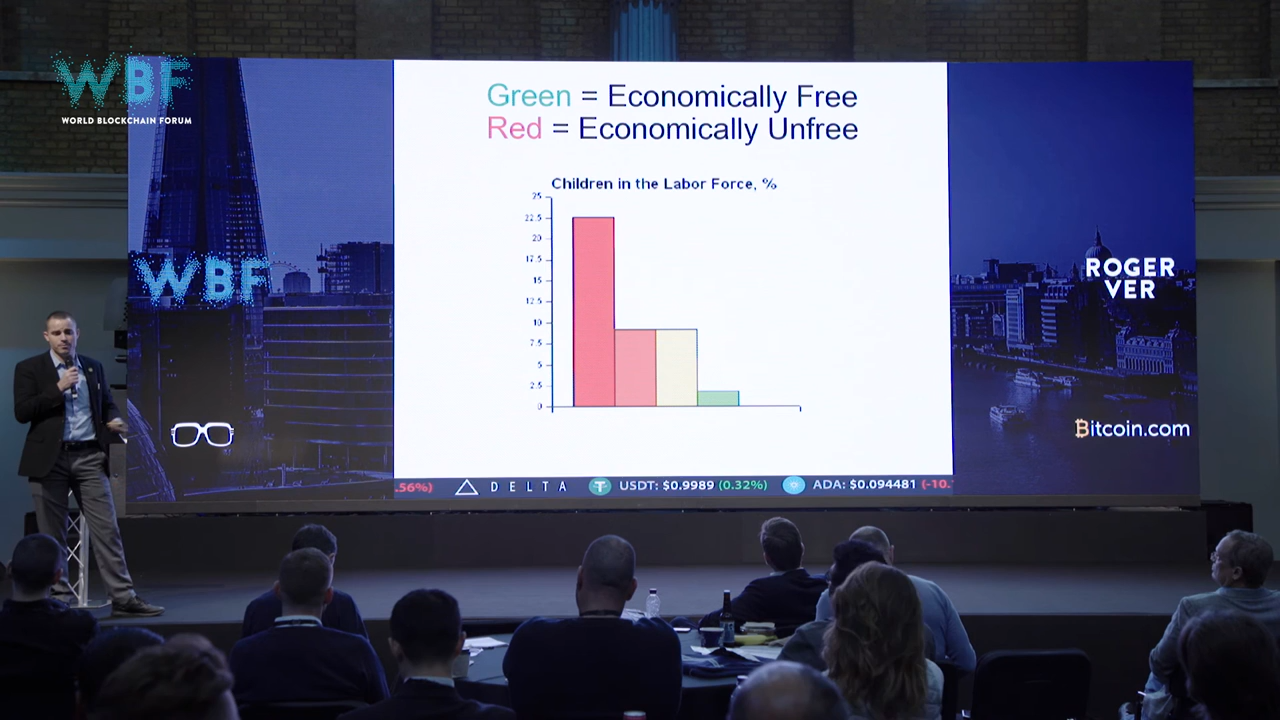 WBF
WORLD BLOCKCHAIN FORUM
Green = Economically Free
Red = Economically Unfree
Children in the Labor Force, %
25
22.5
20
17.5
15
12.5
10
7.5
5
2.5
0
WBF
ROGER
VER
Bitcoin.com
.56%) DELTA USDT: $0.9989 (0.32%) ADA: $0.094481 (-10.